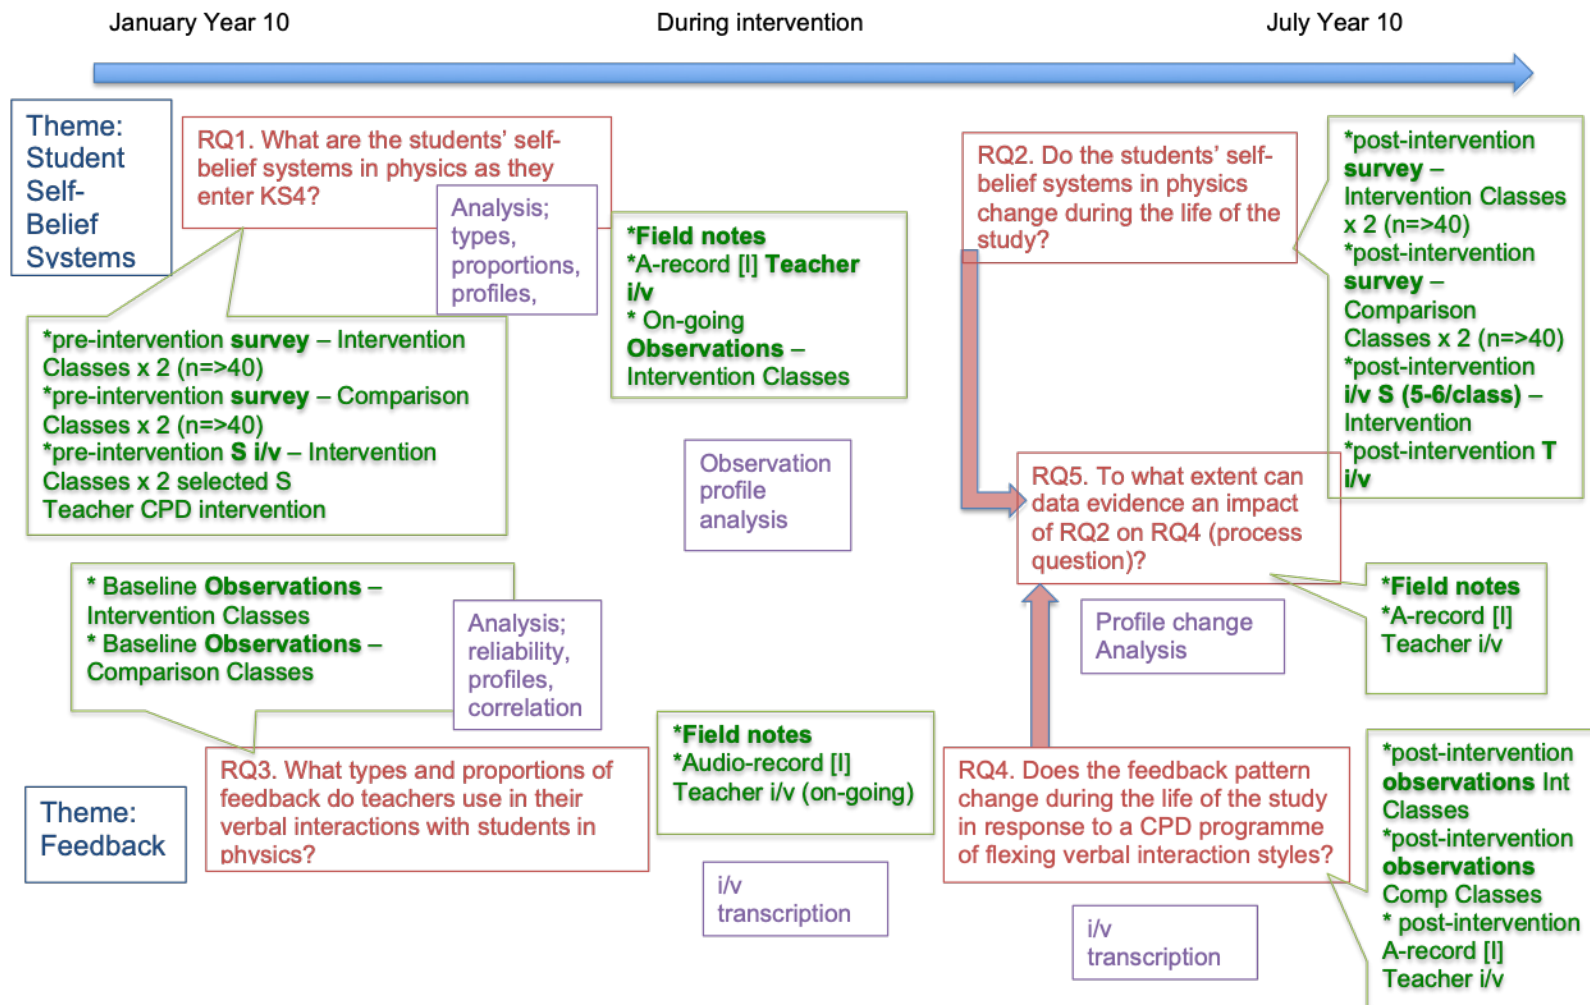 January Year 10
During intervention
July Year 10
Theme:
Student
Self-
Belief
Systems
RQ1. What are the students’ self-
belief systems in physics as they
enter KS4?
Analysis;
types,
proportions,
profiles,
*pre-intervention survey – Intervention
Classes x 2 (n=>40)
*pre-intervention survey – Comparison
Classes x 2 (n=>40)
*pre-intervention S i/v – Intervention
Classes x 2 selected S
Teacher CPD intervention
*Field notes
*A-record [I] Teacher
i/v
* On-going
Observations –
Intervention Classes
Observation
profile
analysis
RQ2. Do the students’ self-
belief systems in physics
change during the life of the
study?
*post-intervention
survey –
Intervention Classes
x 2 (n=>40)
*post-intervention
survey –
Comparison
Classes x 2 (n=>40)
*post-intervention
i/v S (5-6/class) –
Intervention
*post-intervention T
i/v
RQ5. To what extent can
data evidence an impact
of RQ2 on RQ4 (process
question)?
*Field notes
*A-record [I]
Teacher i/v
Profile change
Analysis
* Baseline Observations –
Intervention Classes
* Baseline Observations –
Comparison Classes
Analysis;
reliability,
profiles,
correlation
Theme:
Feedback
RQ3. What types and proportions of
feedback do teachers use in their
verbal interactions with students in
physics?
*Field notes
*Audio-record [I]
Teacher i/v (on-going)
i/v
transcription
RQ4. Does the feedback pattern
change during the life of the study
in response to a CPD programme
of flexing verbal interaction styles?
i/v
transcription
*post-intervention
observations Int
Classes
*post-intervention
observations
Comp Classes
* post-intervention
A-record [I]
Teacher i/v